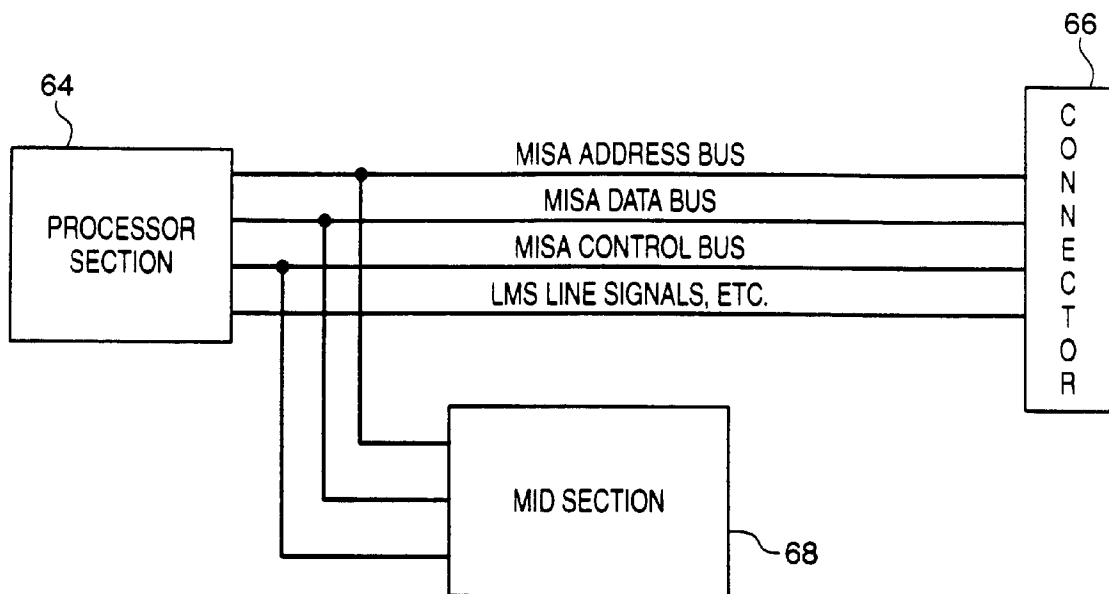 66
64
MISA ADDRESS BUS
MISA DATA BUS
PROCESSOR
SECTION
MISA CONTROL BUS
LMS LINE SIGNALS, ETC.
CONNECTOR
MID SECTION
68